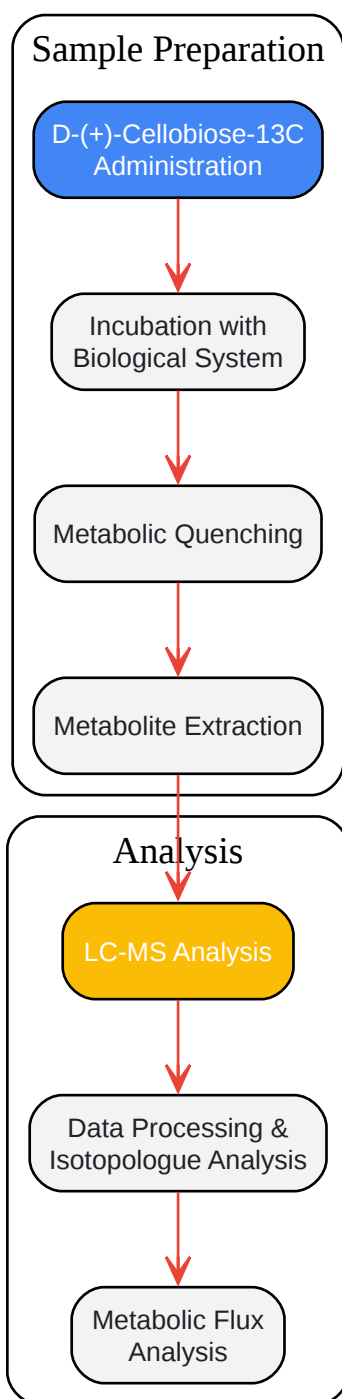 Sample Preparation
D-(+)-Cellobiose-13C
Administration
Incubation with
Biological System
Metabolic Quenching
Metabolite Extraction
Analysis
LC-MS Analysis
Data Processing &
Isotopologue Analysis
Metabolic Flux
Analysis